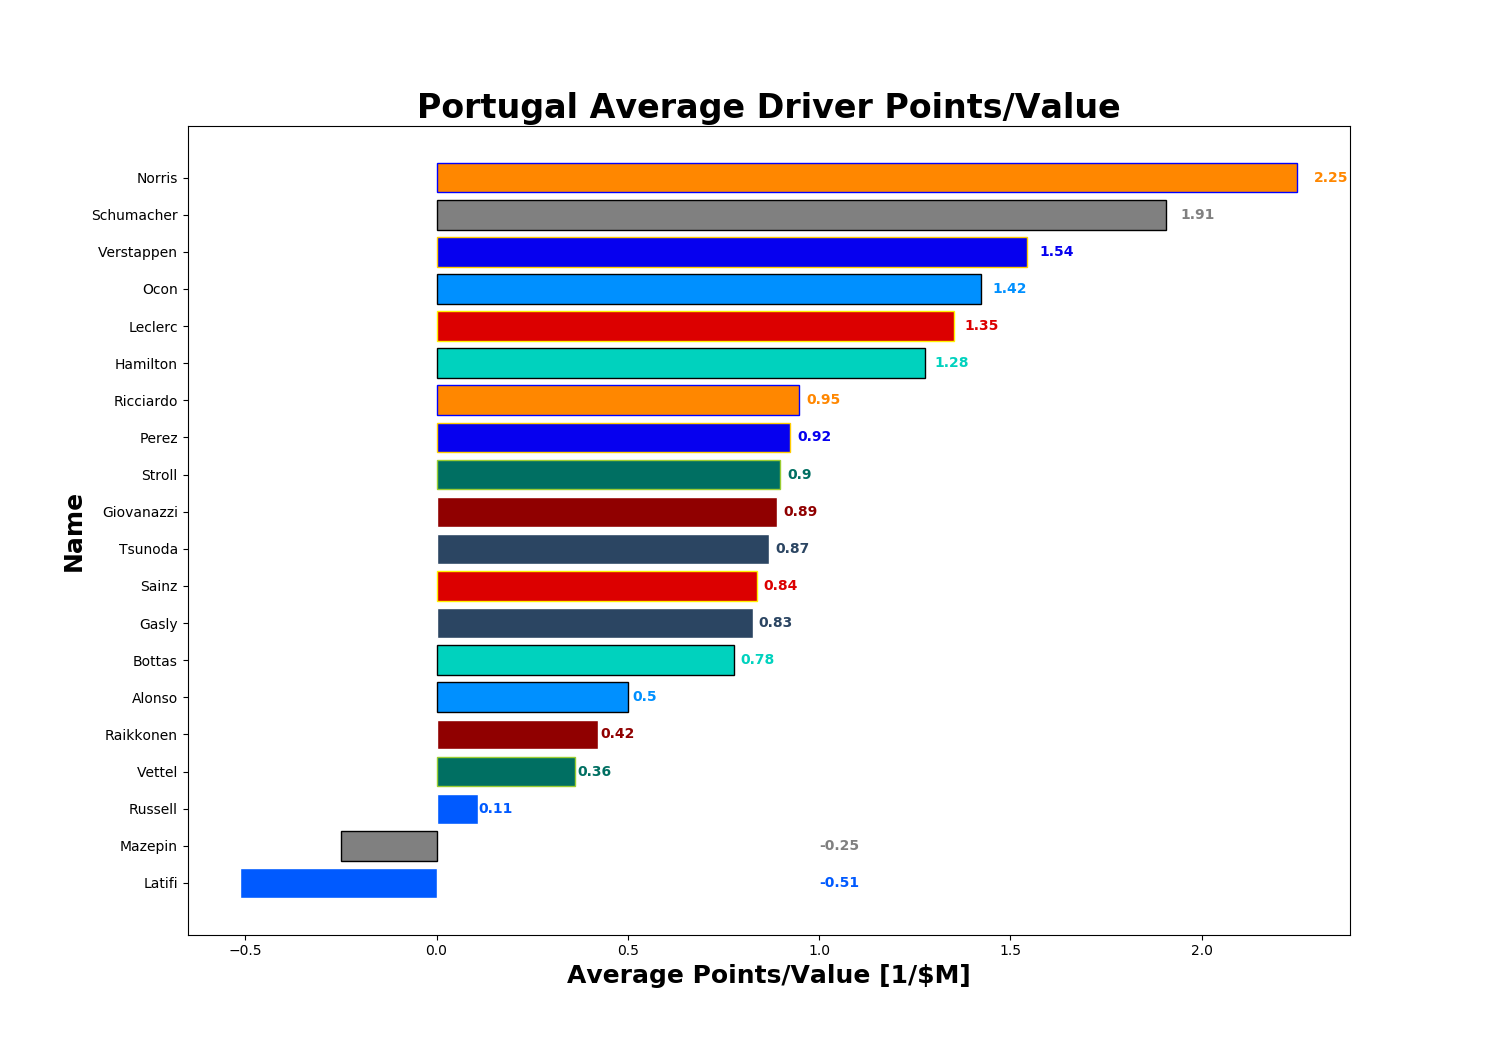 Portugal Average Driver Points/Value
Name
Norris 2.25
Schumacher 1.91
Verstappen 1.54
Ocon 1.42
Leclerc 1.35
Hamilton 1.28
Ricciardo 0.95
Perez 0.92
Stroll 0.9
Giovanazzi 0.89
Tsunoda 0.87
Sainz 0.84
Gasly 0.83
Bottas 0.78
Alonso 0.5
Raikkonen 0.42
Vettel 0.36
Russell 0.11
Mazepin -0.25
Latifi -0.51
−0.5 0.0 0.5 1.0 1.5 2.0
Average Points/Value [1/$M]